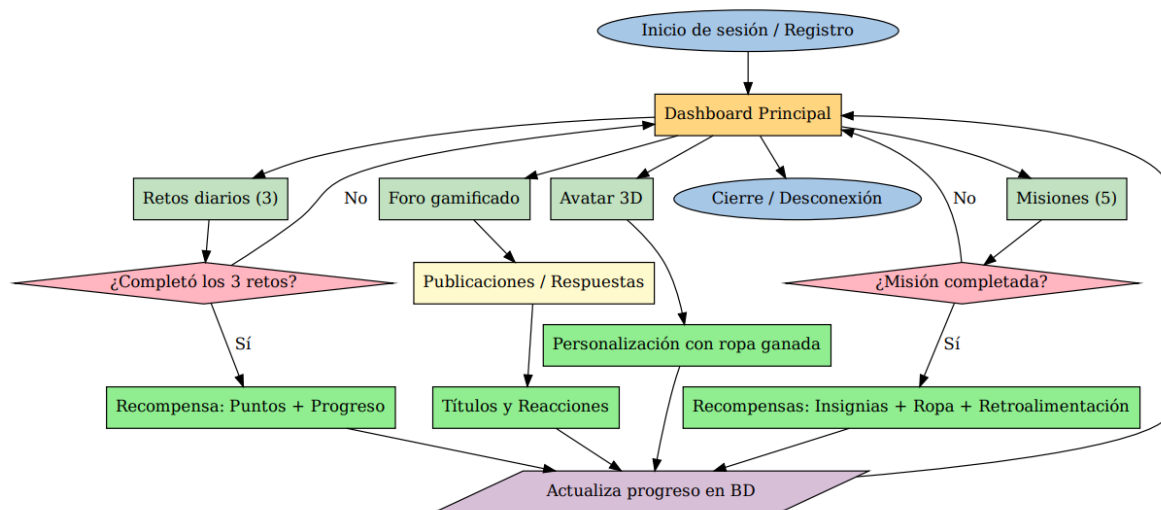 Inicio de sesión / Registro
Dashboard Principal
Retos diarios (3)
No
Foro gamificado
Avatar 3D
Cierre / Desconexión
No
Misiones (5)
¿Completó los 3 retos?
Publicaciones / Respuestas
¿Misión completada?
Sí
Personalización con ropa ganada
Sí
Recompensa: Puntos + Progreso
Títulos y Reacciones
Recompensas: Insignias + Ropa + Retroalimentación
Actualiza progreso en BD